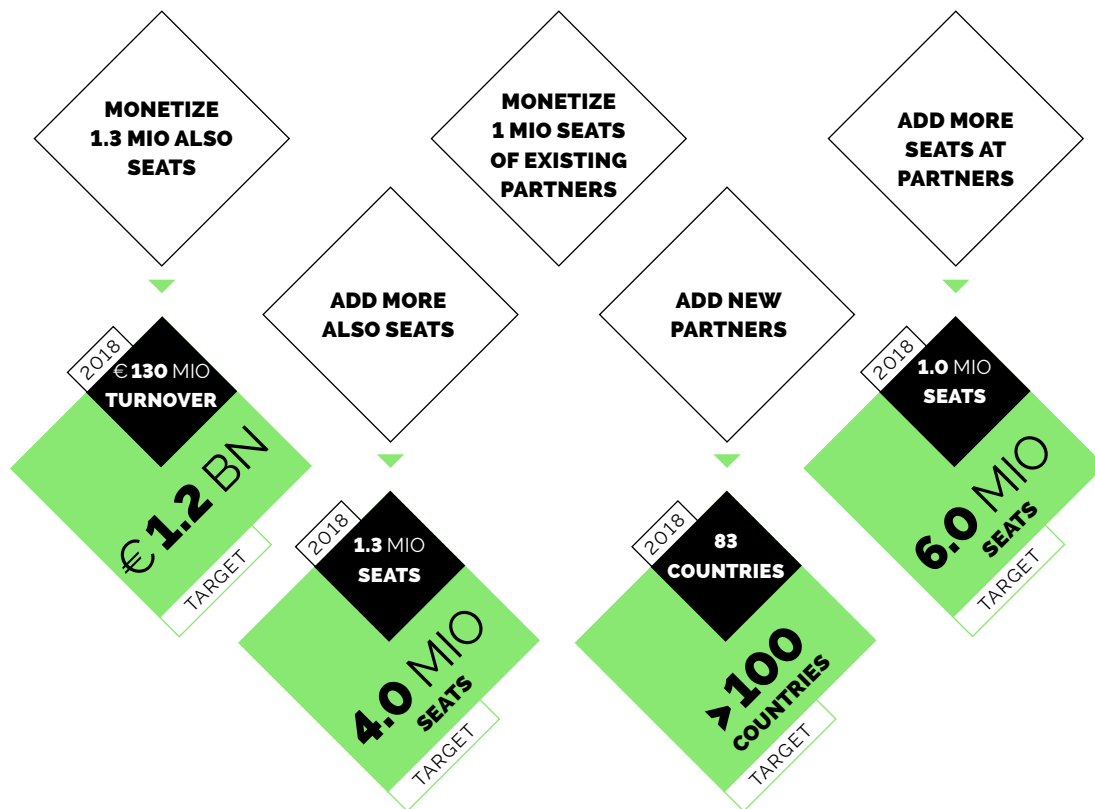 MONETIZE
1.3 MIO ALSO
SEATS
MONETIZE
1 MIO SEATS
OF EXISTING
PARTNERS
ADD MORE
SEATS AT
PARTNERS
ADD MORE
ALSO SEATS
ADD NEW
PARTNERS
2018
€ 130 MIO
TURNOVER
€ 1.2 BN
TARGET
2018
1.3 MIO
SEATS
4.0 MIO
SEATS
TARGET
2018
83
COUNTRIES
>100
COUNTRIES
TARGET
2018
1.0 MIO
SEATS
6.0 MIO
SEATS
TARGET